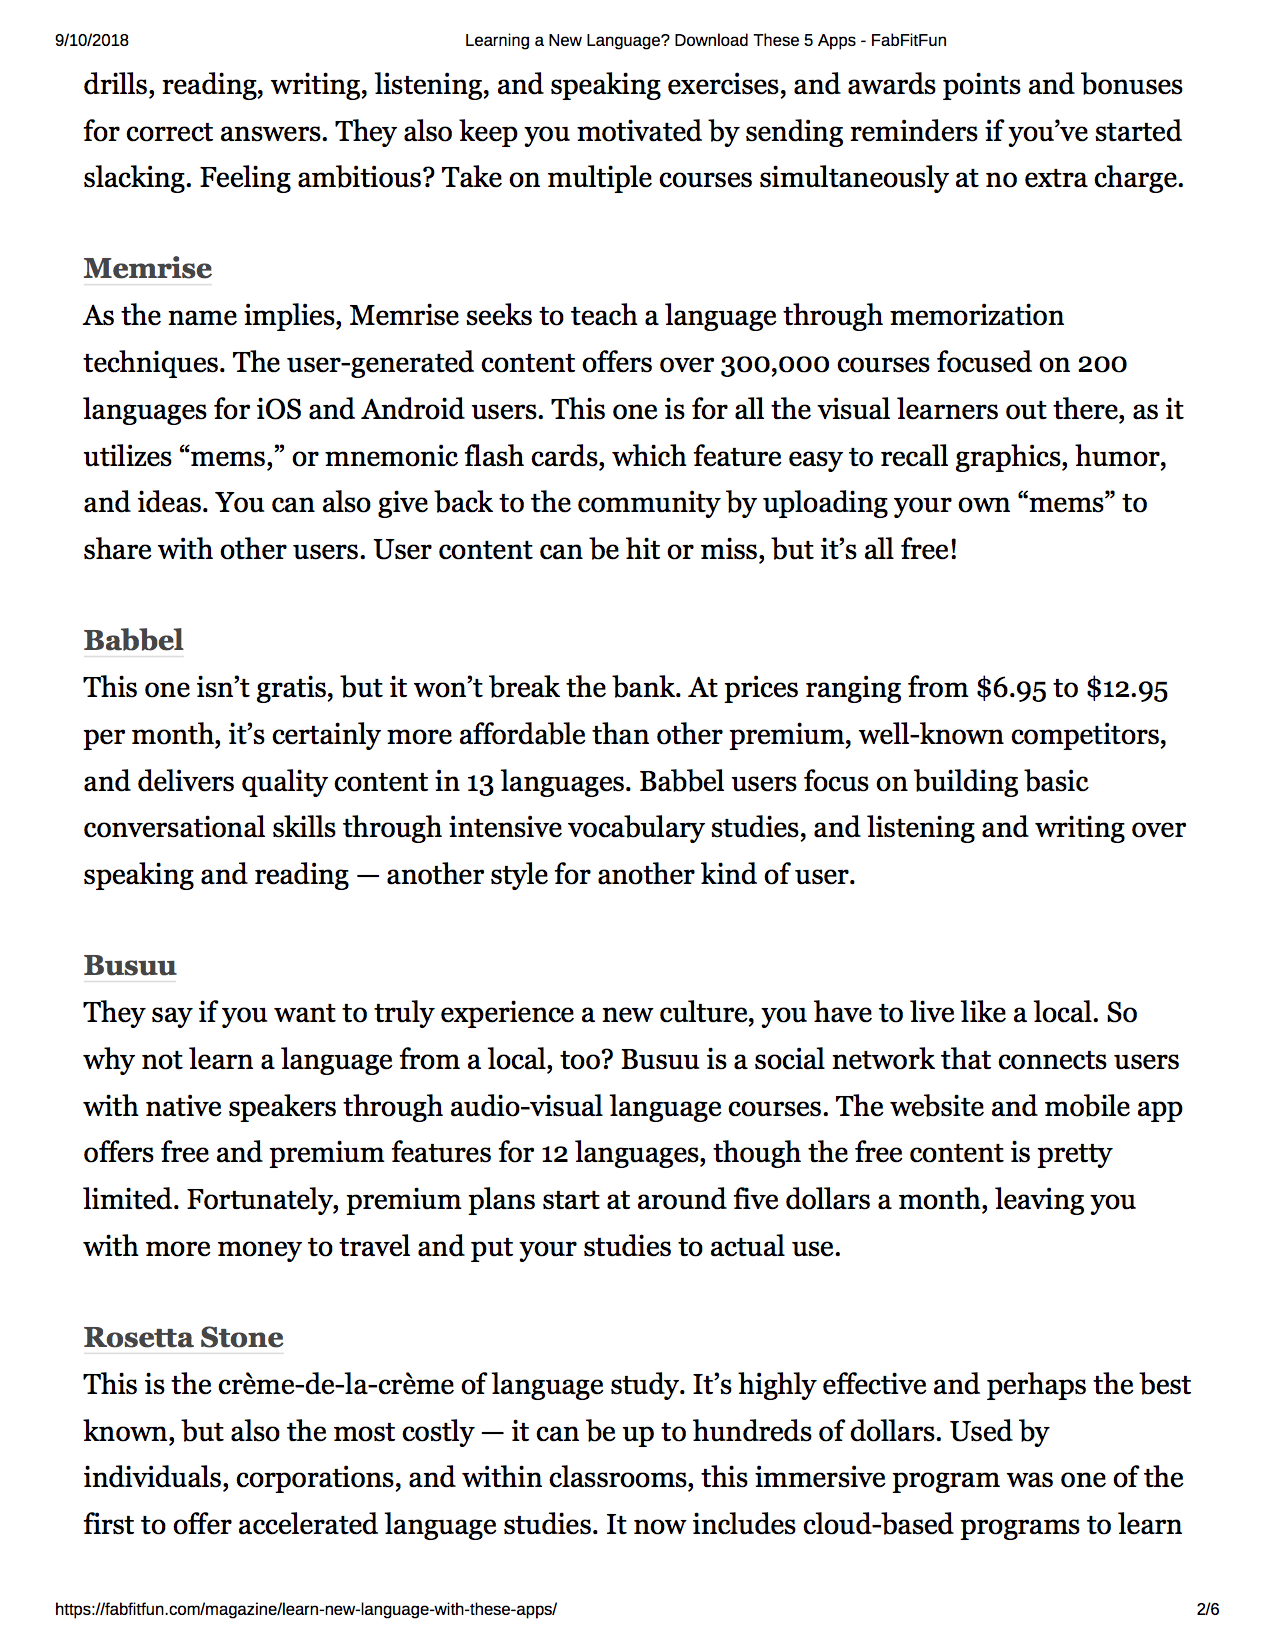 9/10/2018 Learning a New Language? Download These 5 Apps - FabFitFun
drills, reading, writing, listening, and speaking exercises, and awards points and bonuses
for correct answers. They also keep you motivated by sending reminders if you’ve started
slacking. Feeling ambitious? Take on multiple courses simultaneously at no extra charge.
Memrise
As the name implies, Memrise seeks to teach a language through memorization
techniques. The user-generated content offers over 300,000 courses focused on 200
languages for iOS and Android users. This one is for all the visual learners out there, as it
utilizes “mems,” or mnemonic flash cards, which feature easy to recall graphics, humor,
and ideas. You can also give back to the community by uploading your own “mems” to
share with other users. User content can be hit or miss, but it’s all free!
Babbel
This one isn’t gratis, but it won’t break the bank. At prices ranging from $6.95 to $12.95
per month, it’s certainly more affordable than other premium, well-known competitors,
and delivers quality content in 13 languages. Babbel users focus on building basic
conversational skills through intensive vocabulary studies, and listening and writing over
speaking and reading — another style for another kind of user.
Busuu
They say if you want to truly experience a new culture, you have to live like a local. So
why not learn a language from a local, too? Busuu is a social network that connects users
with native speakers through audio-visual language courses. The website and mobile app
offers free and premium features for 12 languages, though the free content is pretty
limited. Fortunately, premium plans start at around five dollars a month, leaving you
with more money to travel and put your studies to actual use.
Rosetta Stone
This is the crème-de-la-crème of language study. It’s highly effective and perhaps the best
known, but also the most costly — it can be up to hundreds of dollars. Used by
individuals, corporations, and within classrooms, this immersive program was one of the
first to offer accelerated language studies. It now includes cloud-based programs to learn
https://fabfitfun.com/magazine/learn-new-language-with-these-apps/ 2/6